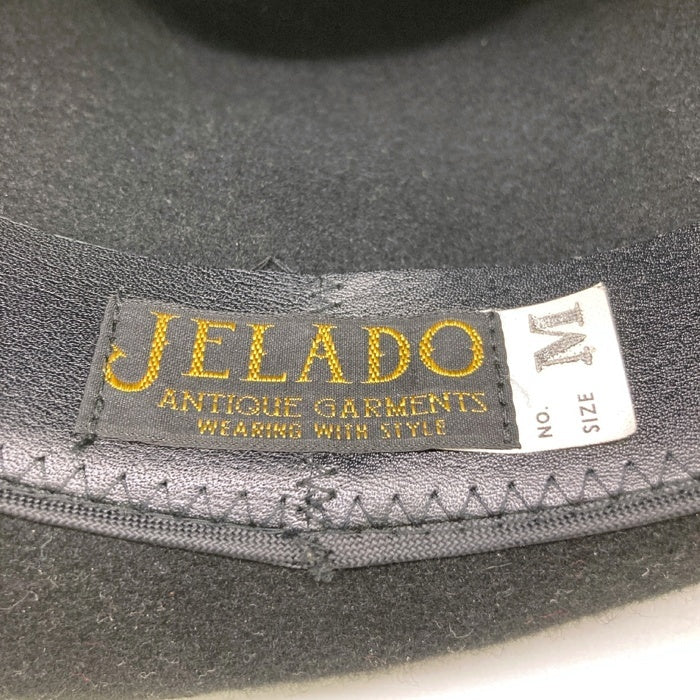 JELADO
ANTIQUE GARMENTS
WEARING WITH STYLE
NO.
SIZE M